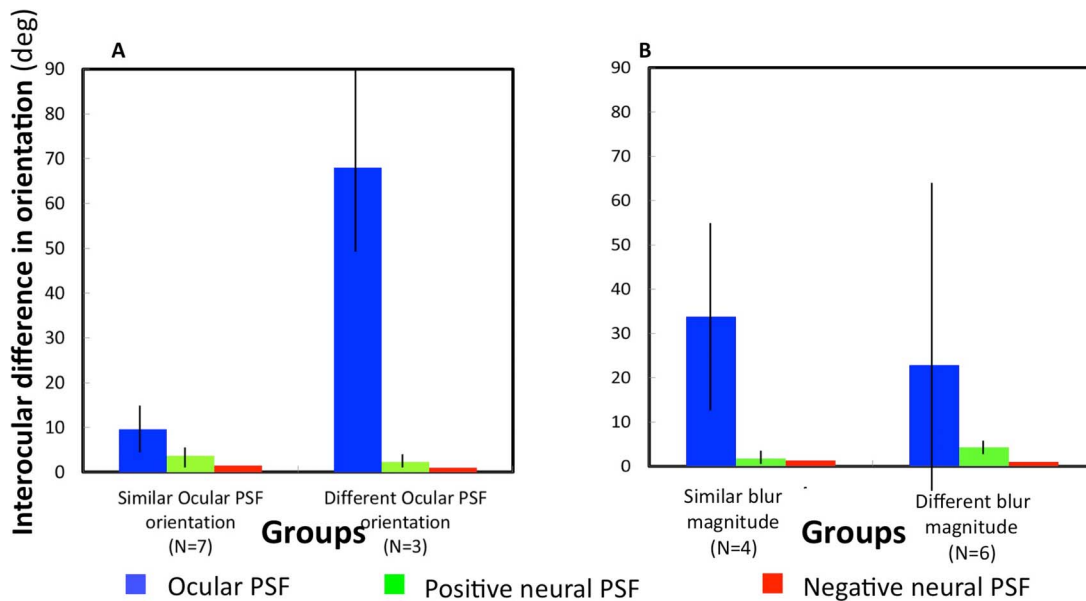 Interocular difference in orientation (deg)
A
90
80
70
60
50
40
30
20
10
0
Similar Ocular PSF
orientation
(N=7)
Different Ocular PSF
orientation
(N=3)
Groups
B
90
80
70
60
50
40
30
20
10
0
Similar blur
magnitude
(N=4)
Different blur
magnitude
(N=6)
Groups
Ocular PSF
Positive neural PSF
Negative neural PSF